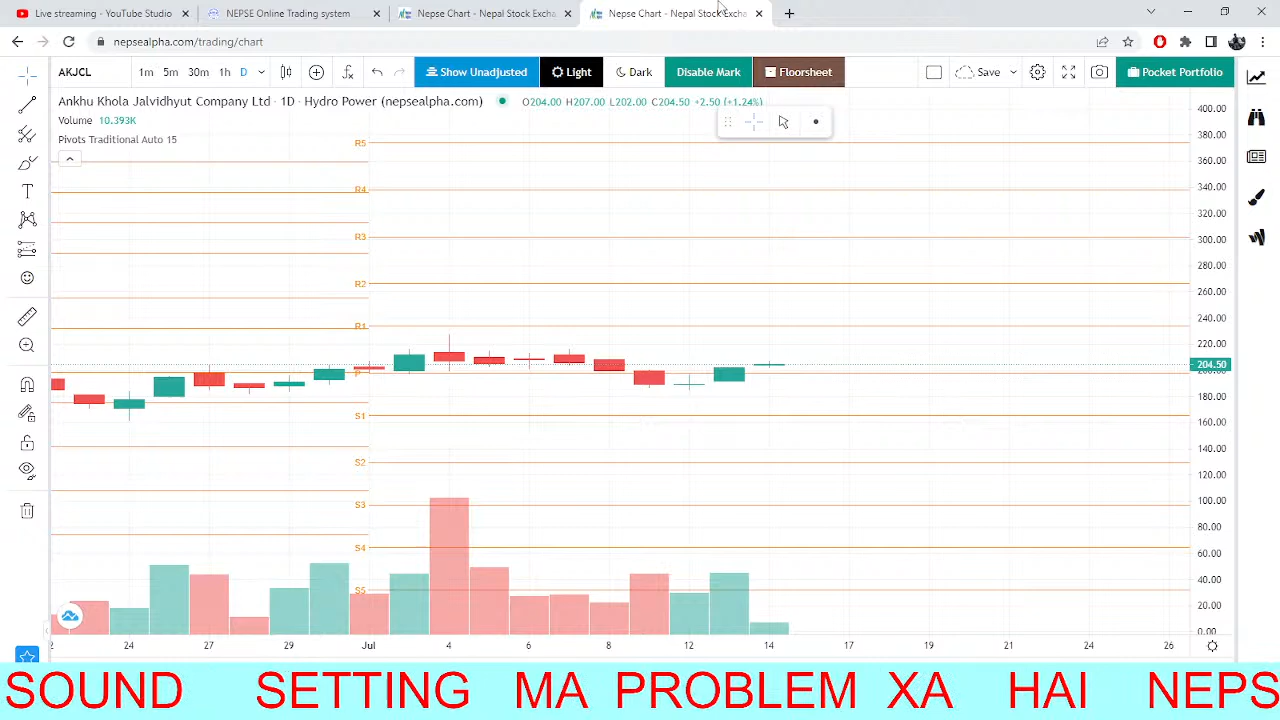 Live streaming - YouTube Studio
NEPSE Online Trading system
Nepse Chart - Nepal Stock Excha
Nepse Chart - Nepal Stock Excha
nepsealpha.com/trading/chart
AKJCL 1m 5m 30m 1h D Show Unadjusted Light Dark Disable Mark Floorsheet Save Pocket Portfolio
Ankhu Khola Jalvidhyut Company Ltd · 1D · Hydro Power (nepsealpha.com) O204.00 H207.00 L202.00 C204.50 +2.50 (+1.24%)
Volume 10.393K
Pivots Traditional Auto 15
R5
R4
R3
R2
R1
P
S1
S2
S3
S4
S5
400.00
380.00
360.00
340.00
320.00
300.00
280.00
260.00
240.00
220.00
204.50
180.00
160.00
140.00
120.00
100.00
80.00
60.00
40.00
20.00
0.00
2 24 27 29 Jul 4 6 8 12 14 17 19 21 24 26
SOUND SETTING MA PROBLEM XA HAI NEPS